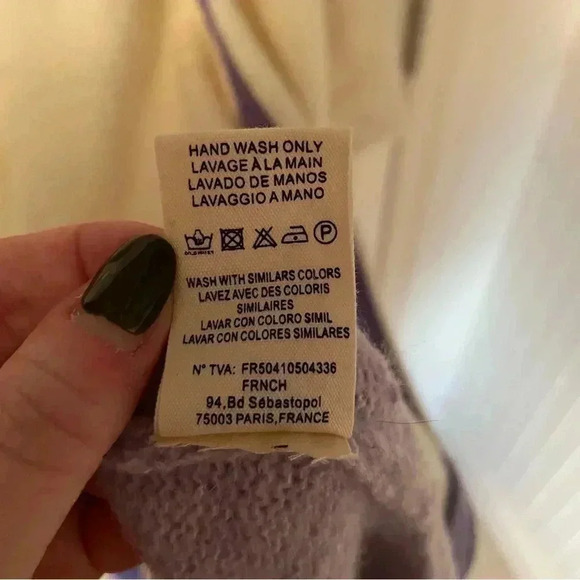 HAND WASH ONLY
LAVAGE À LA MAIN
LAVADO DE MANOS
LAVAGGIO A MANO
P
WASH WITH SIMILARS COLORS
LAVEZ AVEC DES COLORIS
SIMILAIRES
LAVAR CON COLORO SIMIL
LAVAR CON COLORES SIMILARES
N° TVA: FR50410504336
FRNCH
94,Bd Sébastopol
75003 PARIS,FRANCE